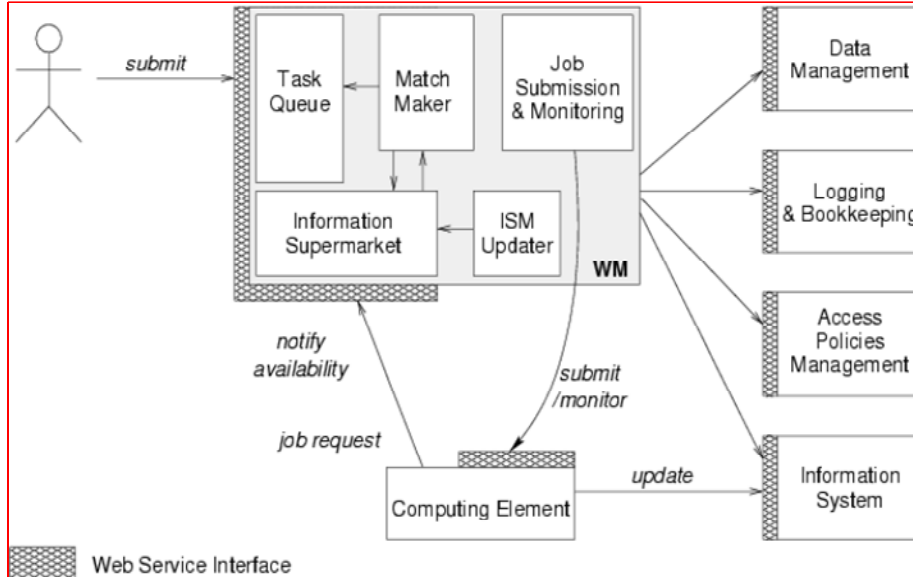 submit
Task
Queue
Match
Maker
Job
Submission
& Monitoring
Information
Supermarket
ISM
Updater
WM
Data
Management
Logging
& Bookkeeping
Access
Policies
Management
notify
availability
job request
submit
/monitor
Computing Element
update
Information
System
Web Service Interface